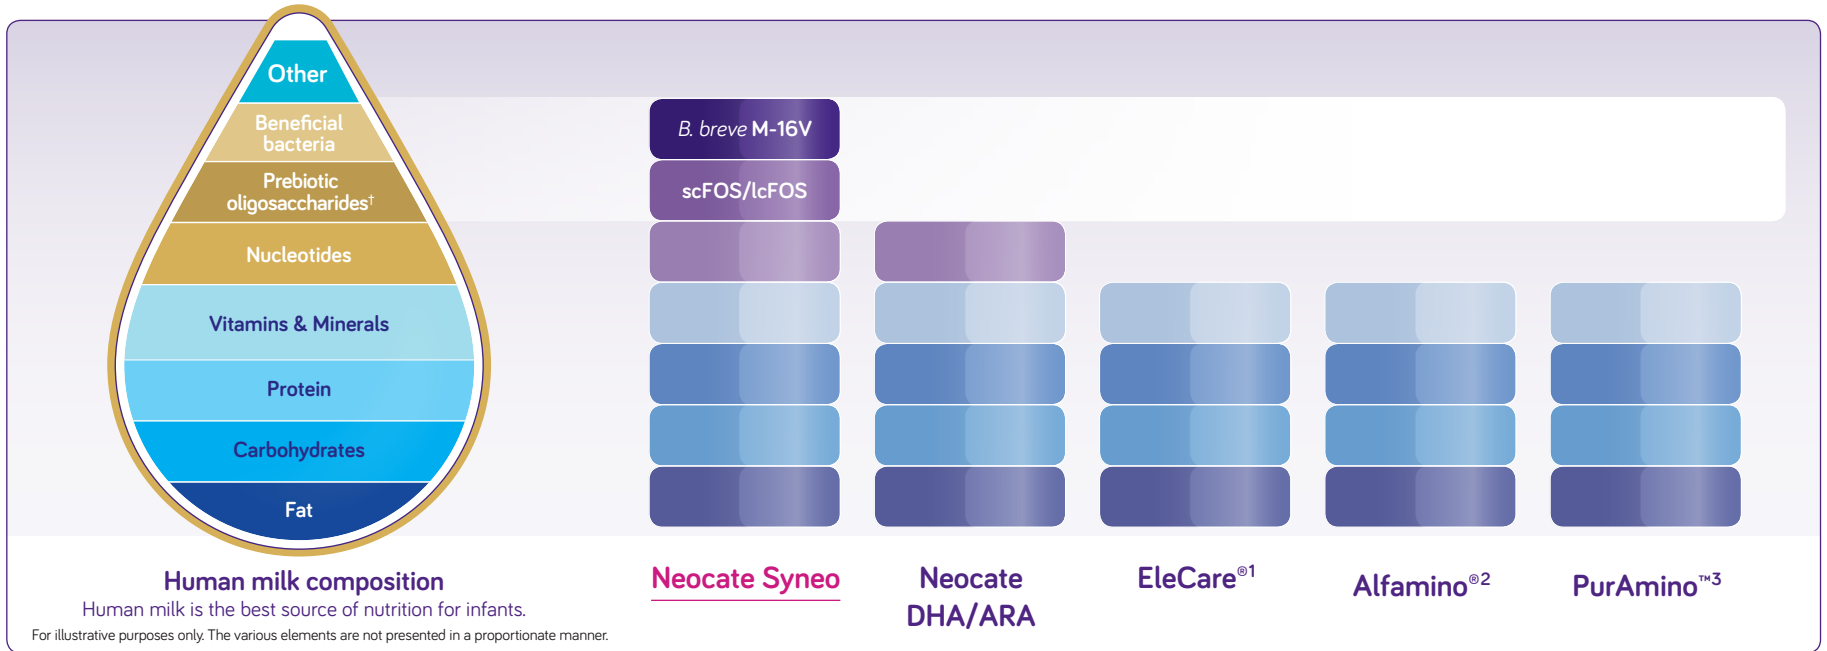 Other
Beneficial
bacteria
Prebiotic
oligosaccharides†
Nucleotides
Vitamins & Minerals
Protein
Carbohydrates
Fat
B. breve M-16V
scFOS/lcFOS
Human milk composition
Human milk is the best source of nutrition for infants.
For illustrative purposes only. The various elements are not presented in a proportionate manner.
Neocate Syneo
Neocate
DHA/ARA
EleCare®1
Alfamino®2
PurAmino™3